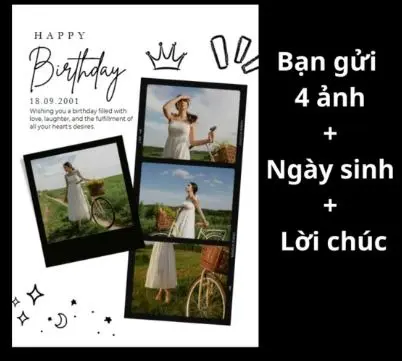 HAPPY
Birthday
18.09.2001
Wishing you a birthday filled with
love, laughter, and the fulfillment of
all your heart's desires.
Bạn gửi
4 ảnh
+
Ngày sinh
+
Lời chúc